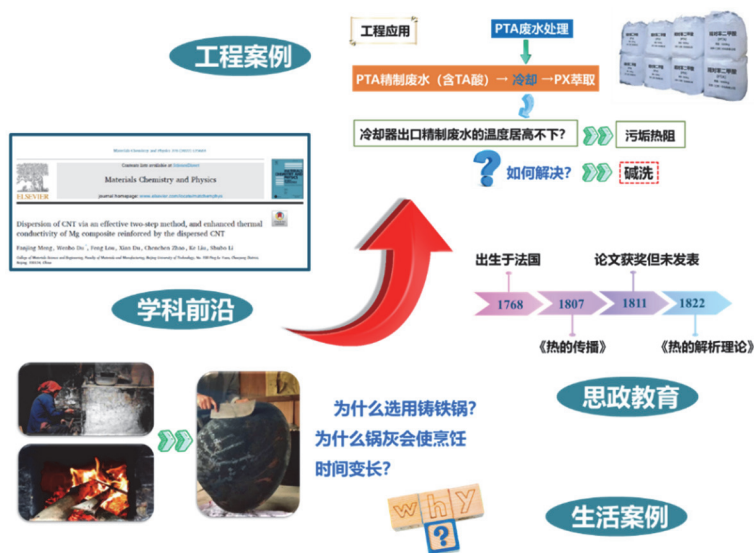 工程案例
工程应用
PTA废水处理
PTA精制废水（含TA酸）→冷却→PX萃取
冷却器出口精制废水的温度居高不下？
污垢热阻
?
如何解决？
碱洗
ELSEVIER
Materials Chemistry and Physics
Dispersion of CNT via an effective two-step method, and enhanced thermal
conductivity of Mg composite reinforced by the dispersed CNT
学科前沿
出生于法国
论文获奖但未发表
1768
1807
1811
1822
《热的传播》
《热的解析理论》
思政教育
为什么选用铸铁锅？
为什么锅灰会使烹饪
时间变长？
why
?
生活案例